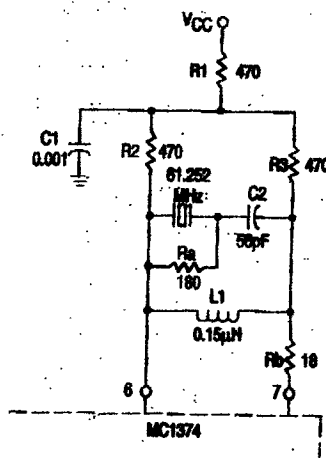 VCC
R1 470
C1
0.001
R2 470
R3 470
61.252
MHz
C2
56pF
Ra
180
L1
0.15μH
Rb 18
6
7
MC1374